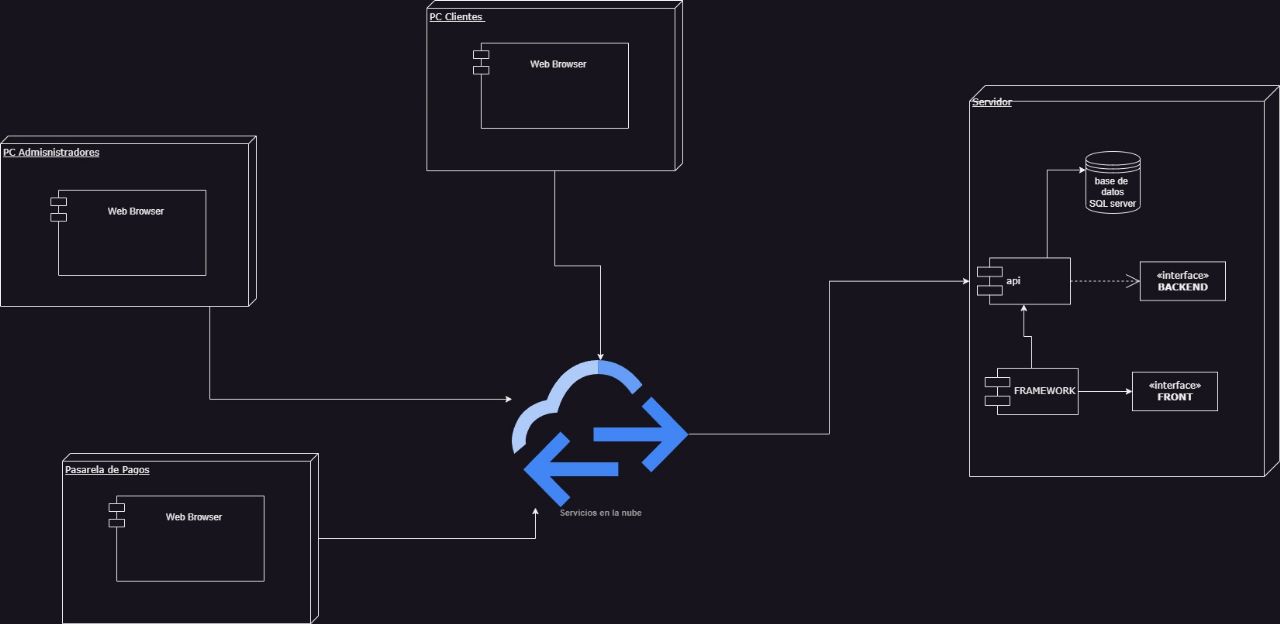 PC Clientes
Web Browser
PC Admisnistradores
Web Browser
Pasarela de Pagos
Web Browser
Servicios en la nube
Servidor
base de
datos
SQL server
api
«interface»
BACKEND
FRAMEWORK
«interface»
FRONT